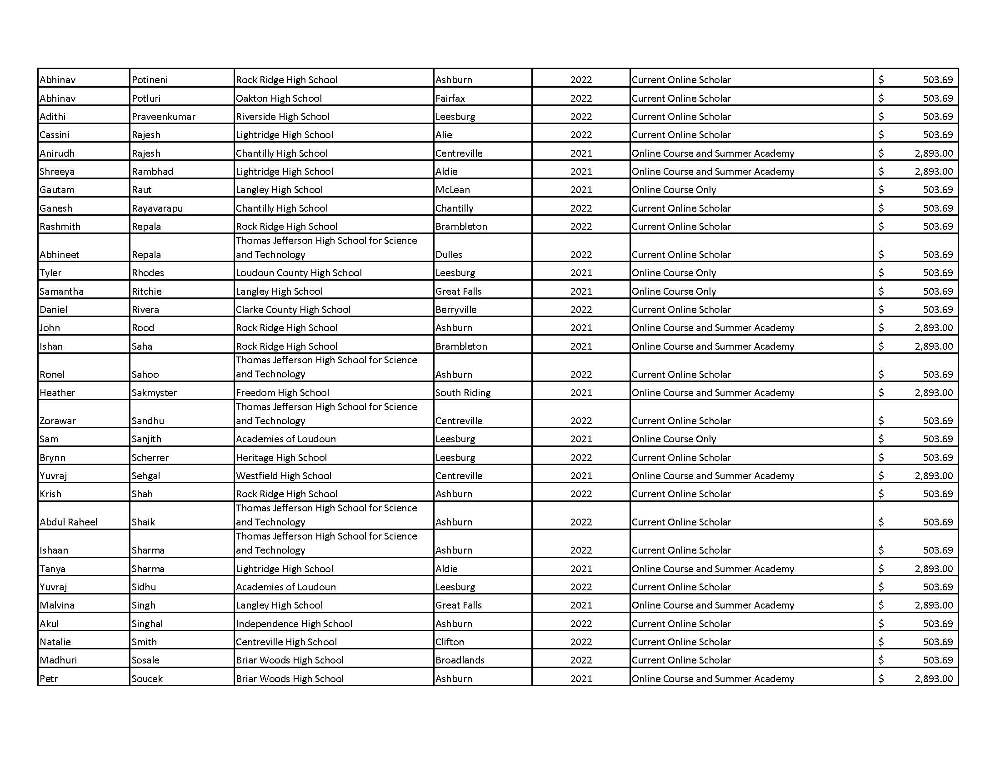 Abhinav Potineni Rock Ridge High School Ashburn 2022 Current Online Scholar $ 503.69
Abhinav Potluri Oakton High School Fairfax 2022 Current Online Scholar $ 503.69
Adithi Praveenkumar Riverside High School Leesburg 2022 Current Online Scholar $ 503.69
Cassini Rajesh Lightridge High School Alie 2022 Current Online Scholar $ 503.69
Anirudh Rajesh Chantilly High School Centreville 2021 Online Course and Summer Academy $ 2,893.00
Shreeya Rambhad Lightridge High School Aldie 2021 Online Course and Summer Academy $ 2,893.00
Gautam Raut Langley High School McLean 2021 Online Course Only $ 503.69
Ganesh Rayavarapu Chantilly High School Chantilly 2022 Current Online Scholar $ 503.69
Rashmith Repala Rock Ridge High School Brambleton 2022 Current Online Scholar $ 503.69
Thomas Jefferson High School for Science
Abhineet Repala and Technology Dulles 2022 Current Online Scholar $ 503.69
Tyler Rhodes Loudoun County High School Leesburg 2021 Online Course Only $ 503.69
Samantha Ritchie Langley High School Great Falls 2021 Online Course Only $ 503.69
Daniel Rivera Clarke County High School Berryville 2022 Current Online Scholar $ 503.69
John Rood Rock Ridge High School Ashburn 2021 Online Course and Summer Academy $ 2,893.00
Ishan Saha Rock Ridge High School Brambleton 2021 Online Course and Summer Academy $ 2,893.00
Thomas Jefferson High School for Science
Ronel Sahoo and Technology Ashburn 2022 Current Online Scholar $ 503.69
Heather Sakmyster Freedom High School South Riding 2021 Online Course and Summer Academy $ 2,893.00
Thomas Jefferson High School for Science
Zorawar Sandhu and Technology Centreville 2022 Current Online Scholar $ 503.69
Sam Sanjith Academies of Loudoun Leesburg 2021 Online Course Only $ 503.69
Brynn Scherrer Heritage High School Leesburg 2022 Current Online Scholar $ 503.69
Yuvraj Sehgal Westfield High School Centreville 2021 Online Course and Summer Academy $ 2,893.00
Krish Shah Rock Ridge High School Ashburn 2022 Current Online Scholar $ 503.69
Thomas Jefferson High School for Science
Abdul Raheel Shaik and Technology Ashburn 2022 Current Online Scholar $ 503.69
Thomas Jefferson High School for Science
Ishaan Sharma and Technology Ashburn 2022 Current Online Scholar $ 503.69
Tanya Sharma Lightridge High School Aldie 2021 Online Course and Summer Academy $ 2,893.00
Yuvraj Sidhu Academies of Loudoun Leesburg 2022 Current Online Scholar $ 503.69
Malvina Singh Langley High School Great Falls 2021 Online Course and Summer Academy $ 2,893.00
Akul Singhal Independence High School Ashburn 2022 Current Online Scholar $ 503.69
Natalie Smith Centreville High School Clifton 2022 Current Online Scholar $ 503.69
Madhuri Sosale Briar Woods High School Broadlands 2022 Current Online Scholar $ 503.69
Petr Soucek Briar Woods High School Ashburn 2021 Online Course and Summer Academy $ 2,893.00